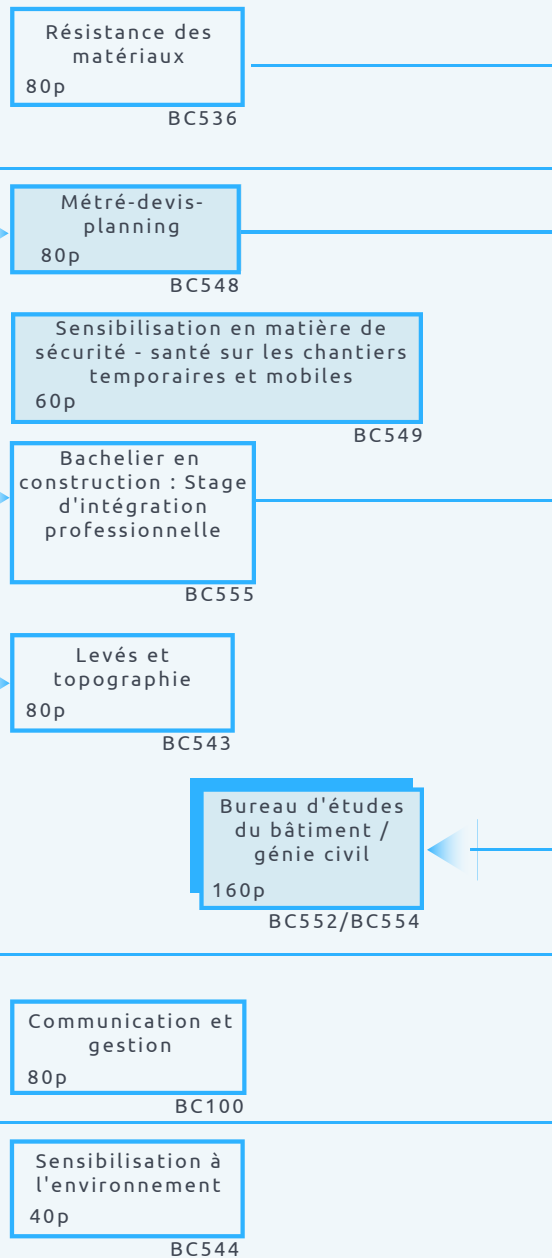 Résistance des
matériaux
80p
BC536
Métré-devis-
planning
80p
BC548
Sensibilisation en matière de
sécurité - santé sur les chantiers
temporaires et mobiles
60p
BC549
Bachelier en
construction : Stage
d'intégration
professionnelle
BC555
Levés et
topographie
80p
BC543
Bureau d'études
du bâtiment /
génie civil
160p
BC552/BC554
Communication et
gestion
80p
BC100
Sensibilisation à
l'environnement
40p
BC544